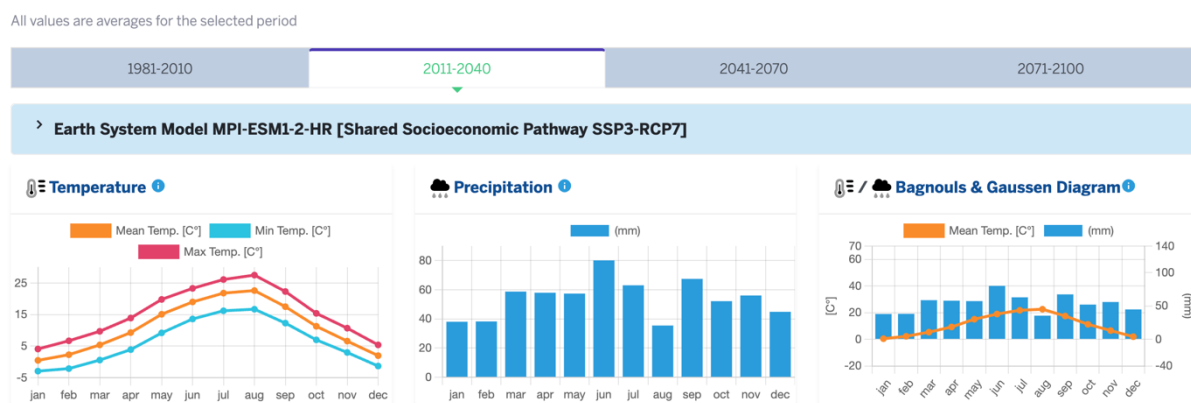 All values are averages for the selected period
1981-2010 2011-2040 2041-2070 2071-2100
Earth System Model MPI-ESM1-2-HR [Shared Socioeconomic Pathway SSP3-RCP7]
Temperature
Mean Temp. [C°] Min Temp. [C°]
Max Temp. [C°]
25
15
5
-5
jan feb mar apr may jun jul aug sep oct nov dec
Precipitation
(mm)
80
60
40
20
0
jan feb mar apr may jun jul aug sep oct nov dec
/ Bagnouls & Gaussen Diagram
Mean Temp. [C°] (mm)
[C°]
70
60
40
20
0
-20
140
100
50
0
-40
(mm)
jan feb mar apr may jun jul aug sep oct nov dec